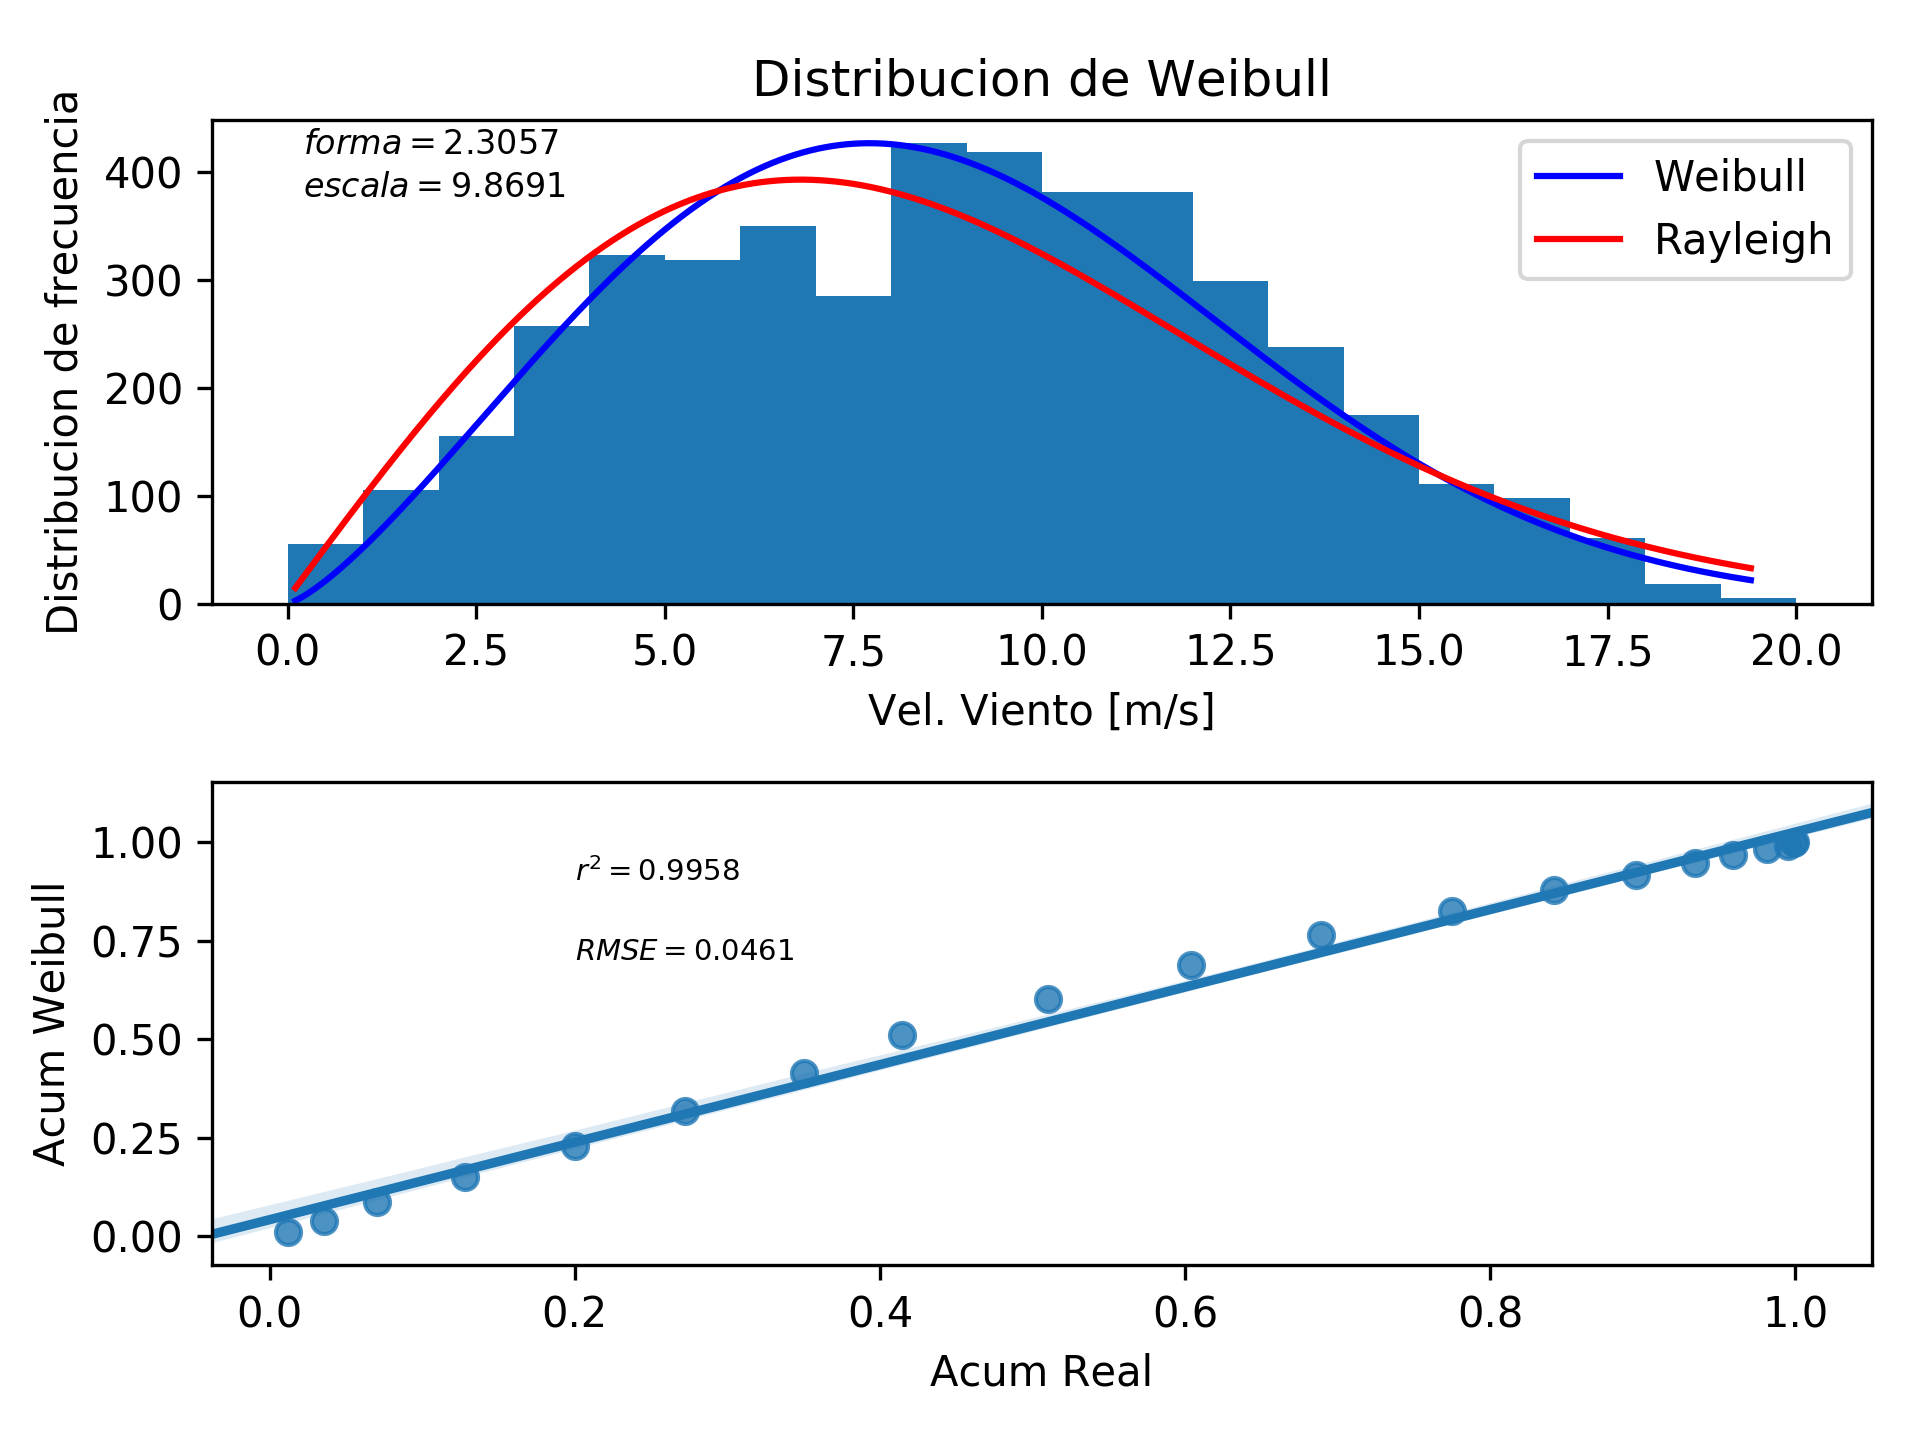 Distribucion de Weibull
forma = 2.3057
escala = 9.8691
Weibull
Rayleigh
Distribucion de frecuencia
400
300
200
100
0
0.0 2.5 5.0 7.5 10.0 12.5 15.0 17.5 20.0
Vel. Viento [m/s]
r² = 0.9958
RMSE = 0.0461
Acum Weibull
1.00
0.75
0.50
0.25
0.00
0.0 0.2 0.4 0.6 0.8 1.0
Acum Real